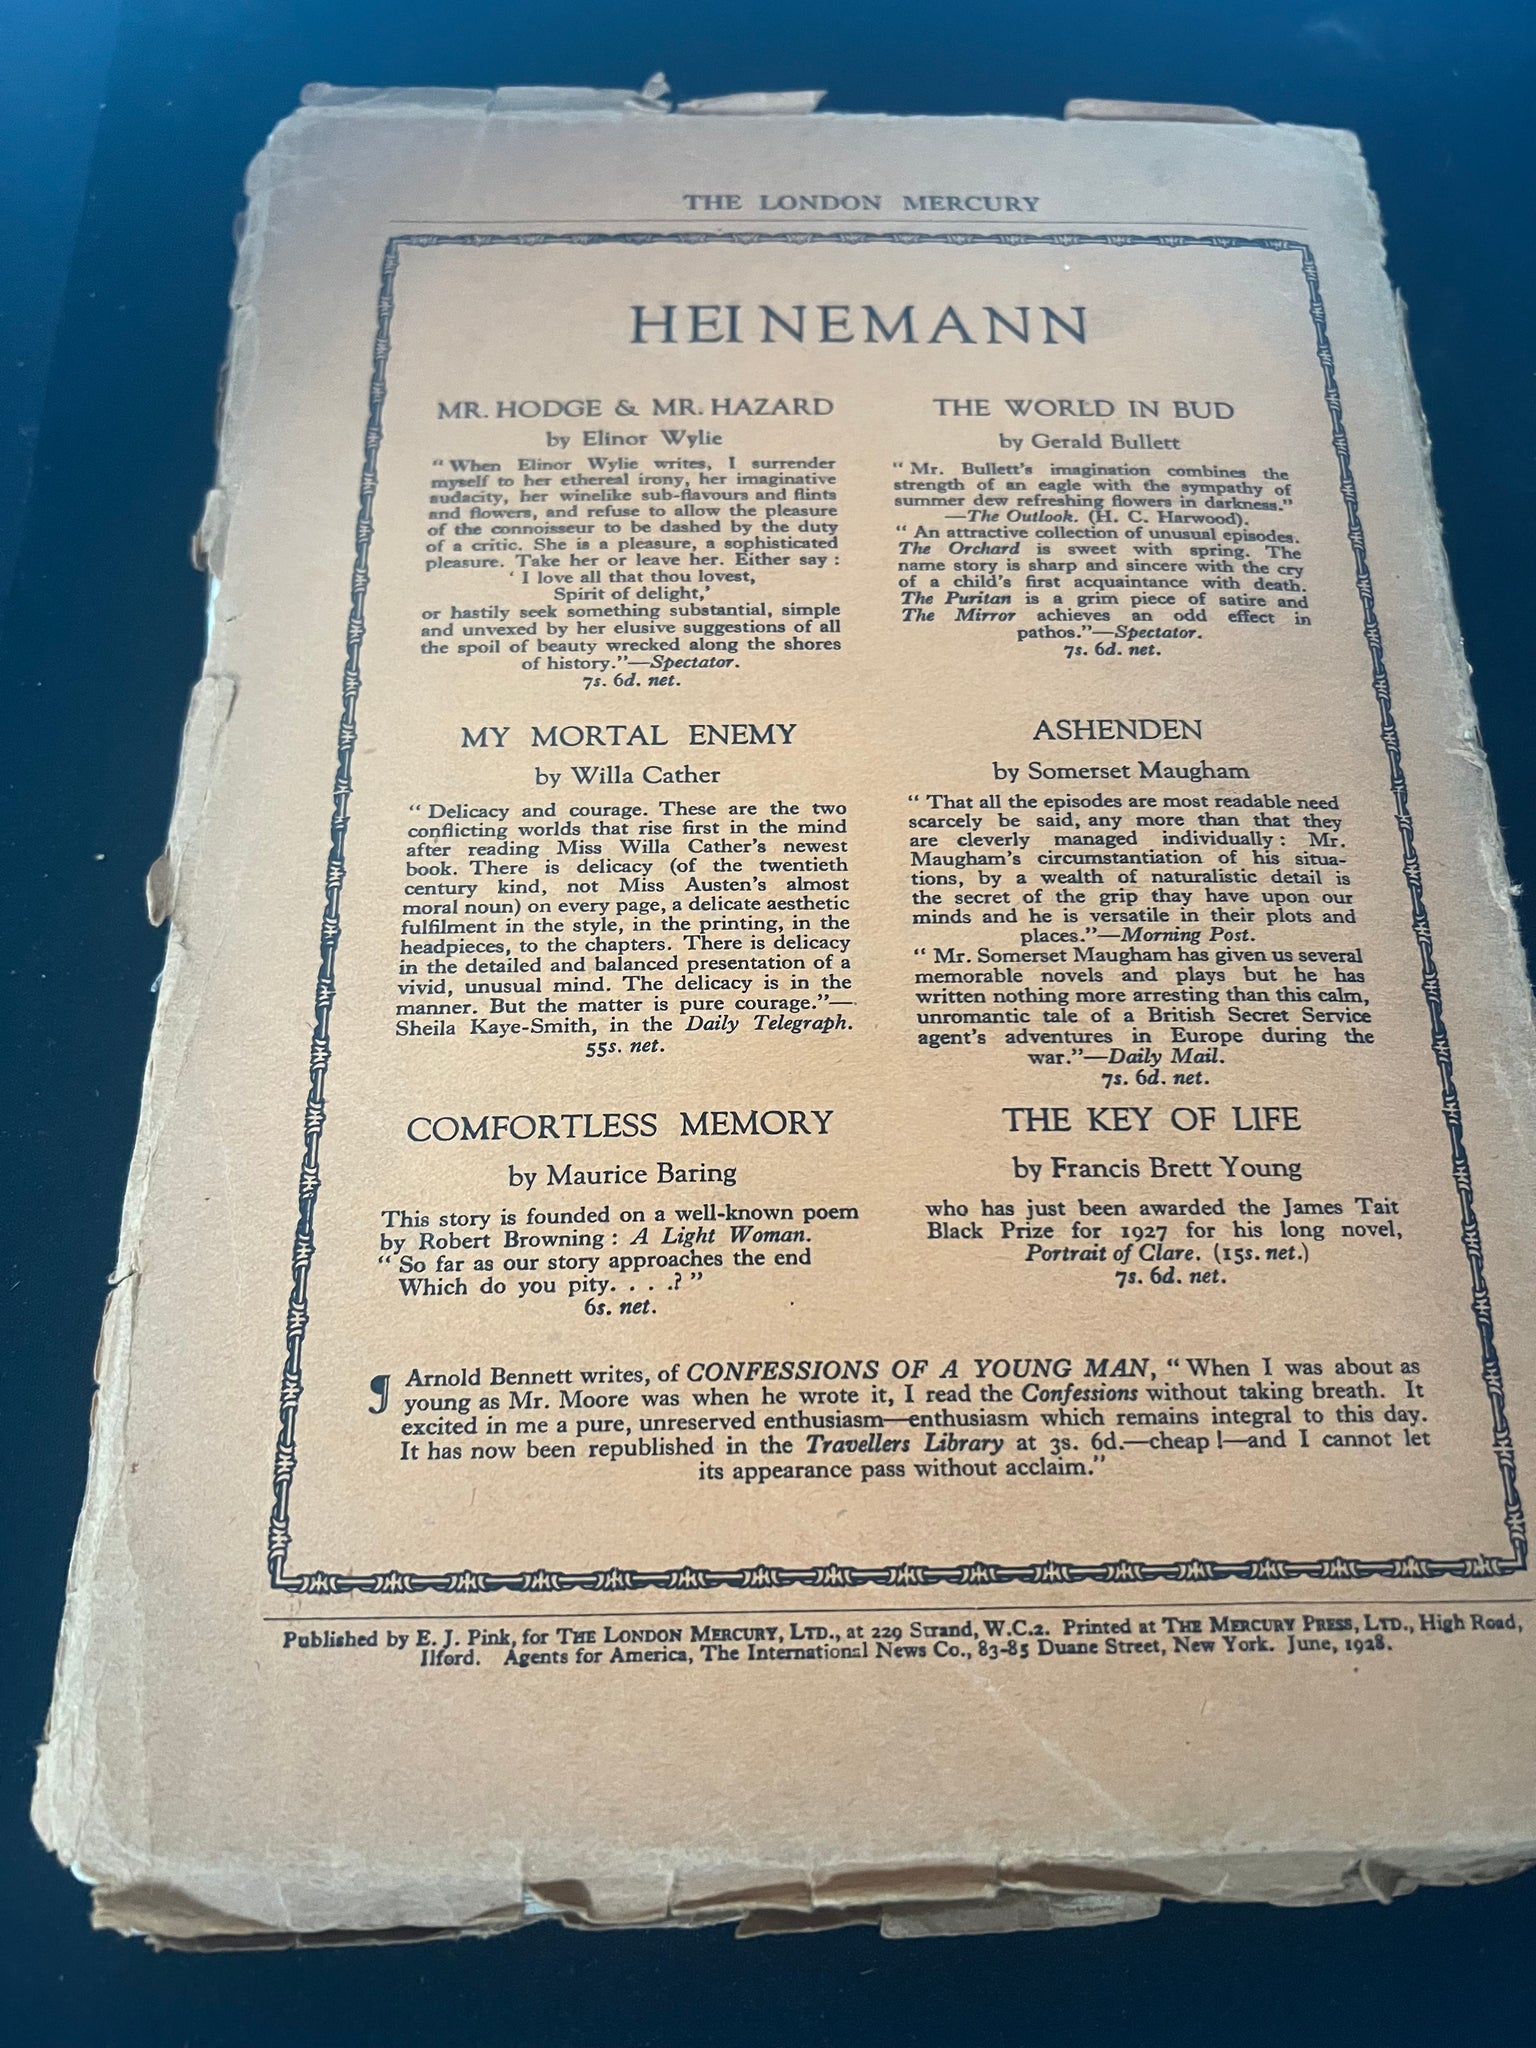 THE LONDON MERCURY
HEINEMANN
MR. HODGE & MR. HAZARD
by Elinor Wylie
“When Elinor Wylie writes, I surrender
myself to her ethereal irony, her imaginative
audacity, her winelike sub-flavours and flints
and flowers, and refuse to allow the pleasure
of the connoisseur to be dashed by the duty
of a critic. She is a pleasure, a sophisticated
pleasure. Take her or leave her. Either say :
‘ I love all that thou lovest,
Spirit of delight,’
or hastily seek something substantial, simple
and unvexed by her elusive suggestions of all
the spoil of beauty wrecked along the shores
of history.”—Spectator.
7s. 6d. net.
MY MORTAL ENEMY
by Willa Cather
“ Delicacy and courage. These are the two
conflicting worlds that rise first in the mind
after reading Miss Willa Cather’s newest
book. There is delicacy (of the twentieth
century kind, not Miss Austen’s almost
moral noun) on every page, a delicate aesthetic
fulfilment in the style, in the printing, in the
headpieces, to the chapters. There is delicacy
in the detailed and balanced presentation of a
vivid, unusual mind. The delicacy is in the
manner. But the matter is pure courage.”—
Sheila Kaye-Smith, in the Daily Telegraph.
55s. net.
COMFORTLESS MEMORY
by Maurice Baring
This story is founded on a well-known poem
by Robert Browning : A Light Woman.
“ So far as our story approaches the end
Which do you pity. . . .? ”
6s. net.
THE WORLD IN BUD
by Gerald Bullett
“ Mr. Bullett’s imagination combines the
strength of an eagle with the sympathy of
summer dew refreshing flowers in darkness.”
—The Outlook. (H. C. Harwood).
“ An attractive collection of unusual episodes.
The Orchard is sweet with spring. The
name story is sharp and sincere with the cry
of a child’s first acquaintance with death.
The Puritan is a grim piece of satire and
The Mirror achieves an odd effect in
pathos.”—Spectator.
7s. 6d. net.
ASHENDEN
by Somerset Maugham
“ That all the episodes are most readable need
scarcely be said, any more than that they
are cleverly managed individually : Mr.
Maugham’s circumstantiation of his situa-
tions, by a wealth of naturalistic detail is
the secret of the grip thay have upon our
minds and he is versatile in their plots and
places.”—Morning Post.
“ Mr. Somerset Maugham has given us several
memorable novels and plays but he has
written nothing more arresting than this calm,
unromantic tale of a British Secret Service
agent’s adventures in Europe during the
war.”—Daily Mail.
7s. 6d. net.
THE KEY OF LIFE
by Francis Brett Young
who has just been awarded the James Tait
Black Prize for 1927 for his long novel,
Portrait of Clare. (15s. net.)
7s. 6d. net.
¶ Arnold Bennett writes, of CONFESSIONS OF A YOUNG MAN, “ When I was about as
young as Mr. Moore was when he wrote it, I read the Confessions without taking breath. It
excited in me a pure, unreserved enthusiasm—enthusiasm which remains integral to this day.
It has now been republished in the Travellers Library at 3s. 6d.—cheap !—and I cannot let
its appearance pass without acclaim.”
Published by E. J. Pink, for THE LONDON MERCURY, LTD., at 229 Strand, W.C.2. Printed at THE MERCURY PRESS, LTD., High Road,
Ilford. Agents for America, The International News Co., 83-85 Duane Street, New York. June, 1928.